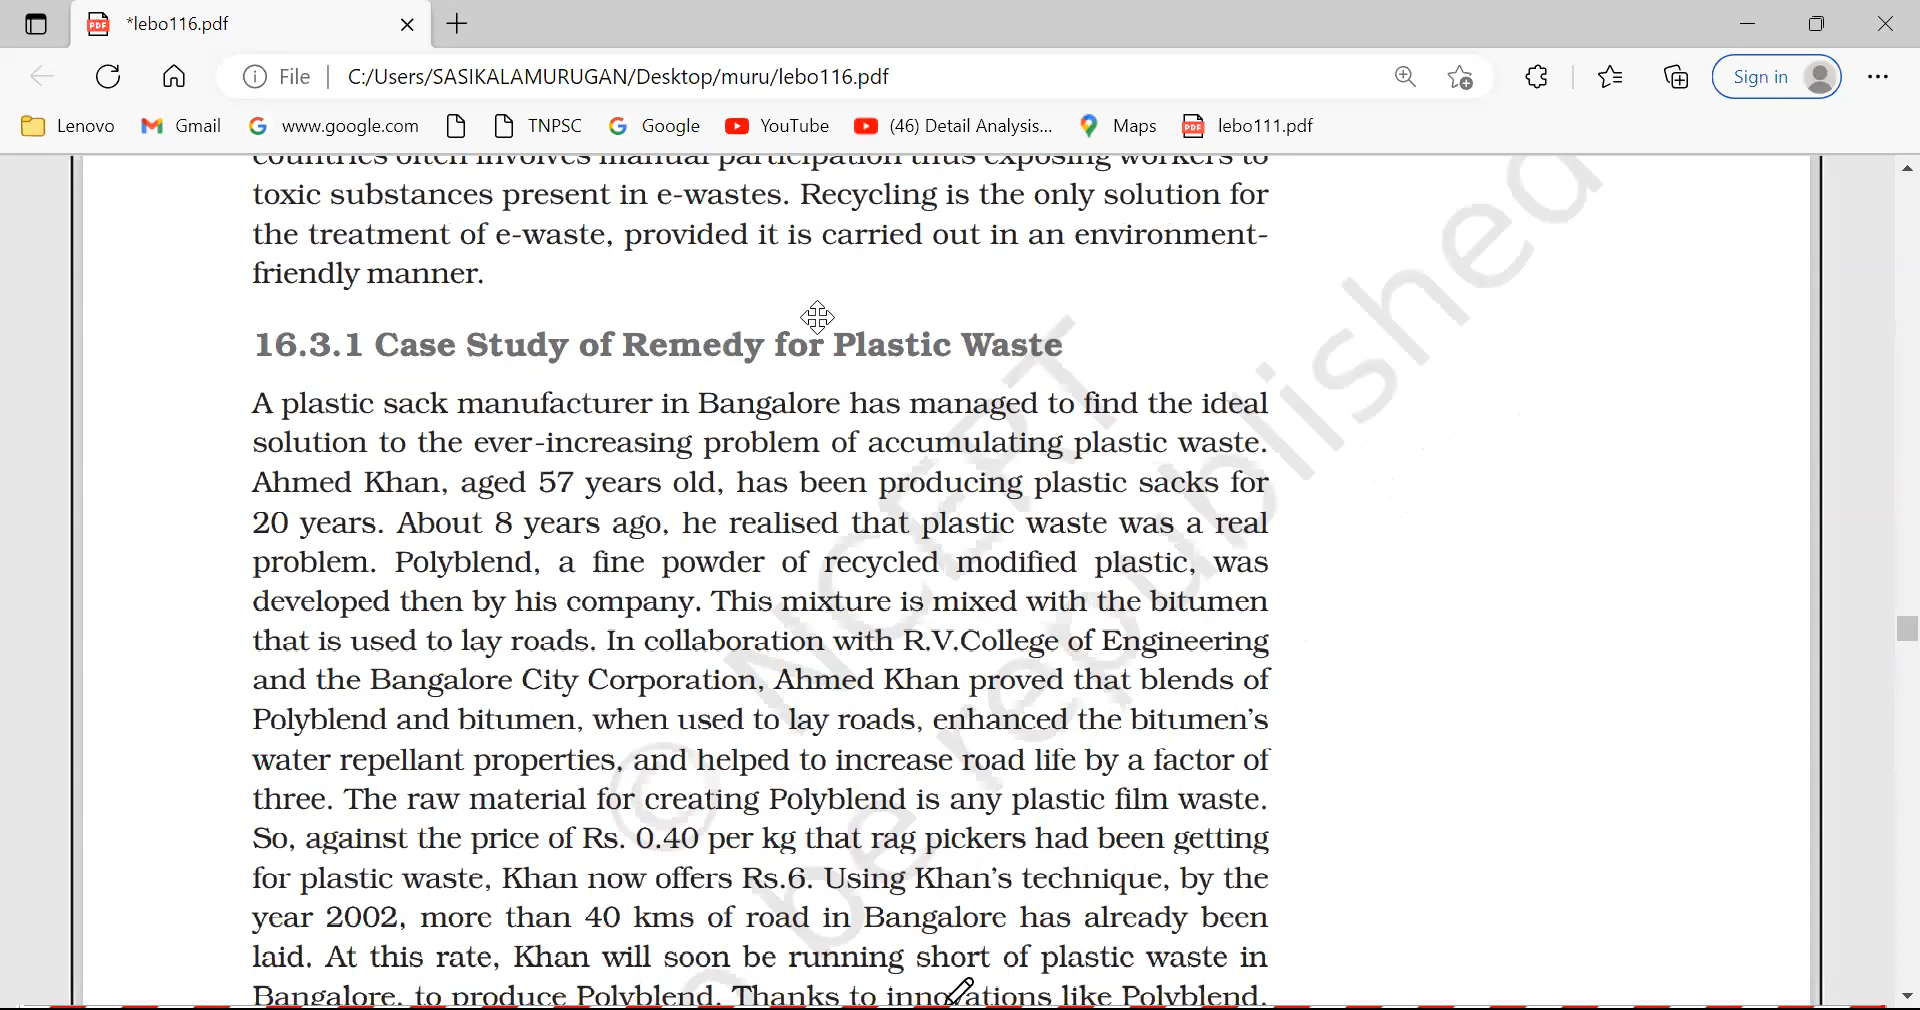 *lebo116.pdf
File
C:/Users/SASIKALAMURUGAN/Desktop/muru/lebo116.pdf
Sign in
Lenovo
Gmail
www.google.com
TNPSC
Google
YouTube
(46) Detail Analysis...
Maps
lebo111.pdf
countries often involves manual participation thus exposing workers to
toxic substances present in e-wastes. Recycling is the only solution for
the treatment of e-waste, provided it is carried out in an environment-
friendly manner.
16.3.1 Case Study of Remedy for Plastic Waste
A plastic sack manufacturer in Bangalore has managed to find the ideal
solution to the ever-increasing problem of accumulating plastic waste.
Ahmed Khan, aged 57 years old, has been producing plastic sacks for
20 years. About 8 years ago, he realised that plastic waste was a real
problem. Polyblend, a fine powder of recycled modified plastic, was
developed then by his company. This mixture is mixed with the bitumen
that is used to lay roads. In collaboration with R.V.College of Engineering
and the Bangalore City Corporation, Ahmed Khan proved that blends of
Polyblend and bitumen, when used to lay roads, enhanced the bitumen's
water repellant properties, and helped to increase road life by a factor of
three. The raw material for creating Polyblend is any plastic film waste.
So, against the price of Rs. 0.40 per kg that rag pickers had been getting
for plastic waste, Khan now offers Rs.6. Using Khan's technique, by the
year 2002, more than 40 kms of road in Bangalore has already been
laid. At this rate, Khan will soon be running short of plastic waste in
Bangalore, to produce Polyblend. Thanks to innovations like Polyblend,
© NCERT
be republished